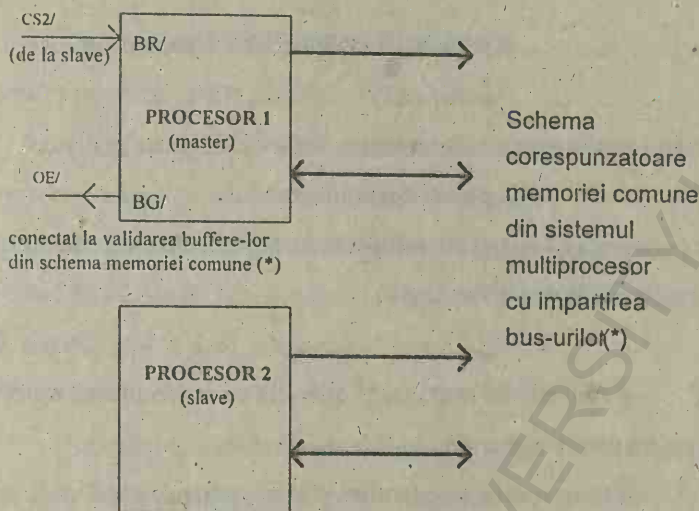 CS2/
(de la slave)
BR/
PROCESOR 1
(master)
OE/
BG/
conectat la validarea buffere-lor
din schema memoriei comune (*)
Schema
corespunzatoare
memoriei comune
din sistemul
multiprocesor
cu impartirea
bus-urilor(*)
PROCESOR 2
(slave)